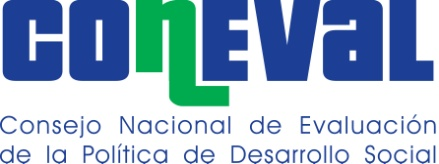 CONEVAL
Consejo Nacional de Evaluación
de la Política de Desarrollo Social